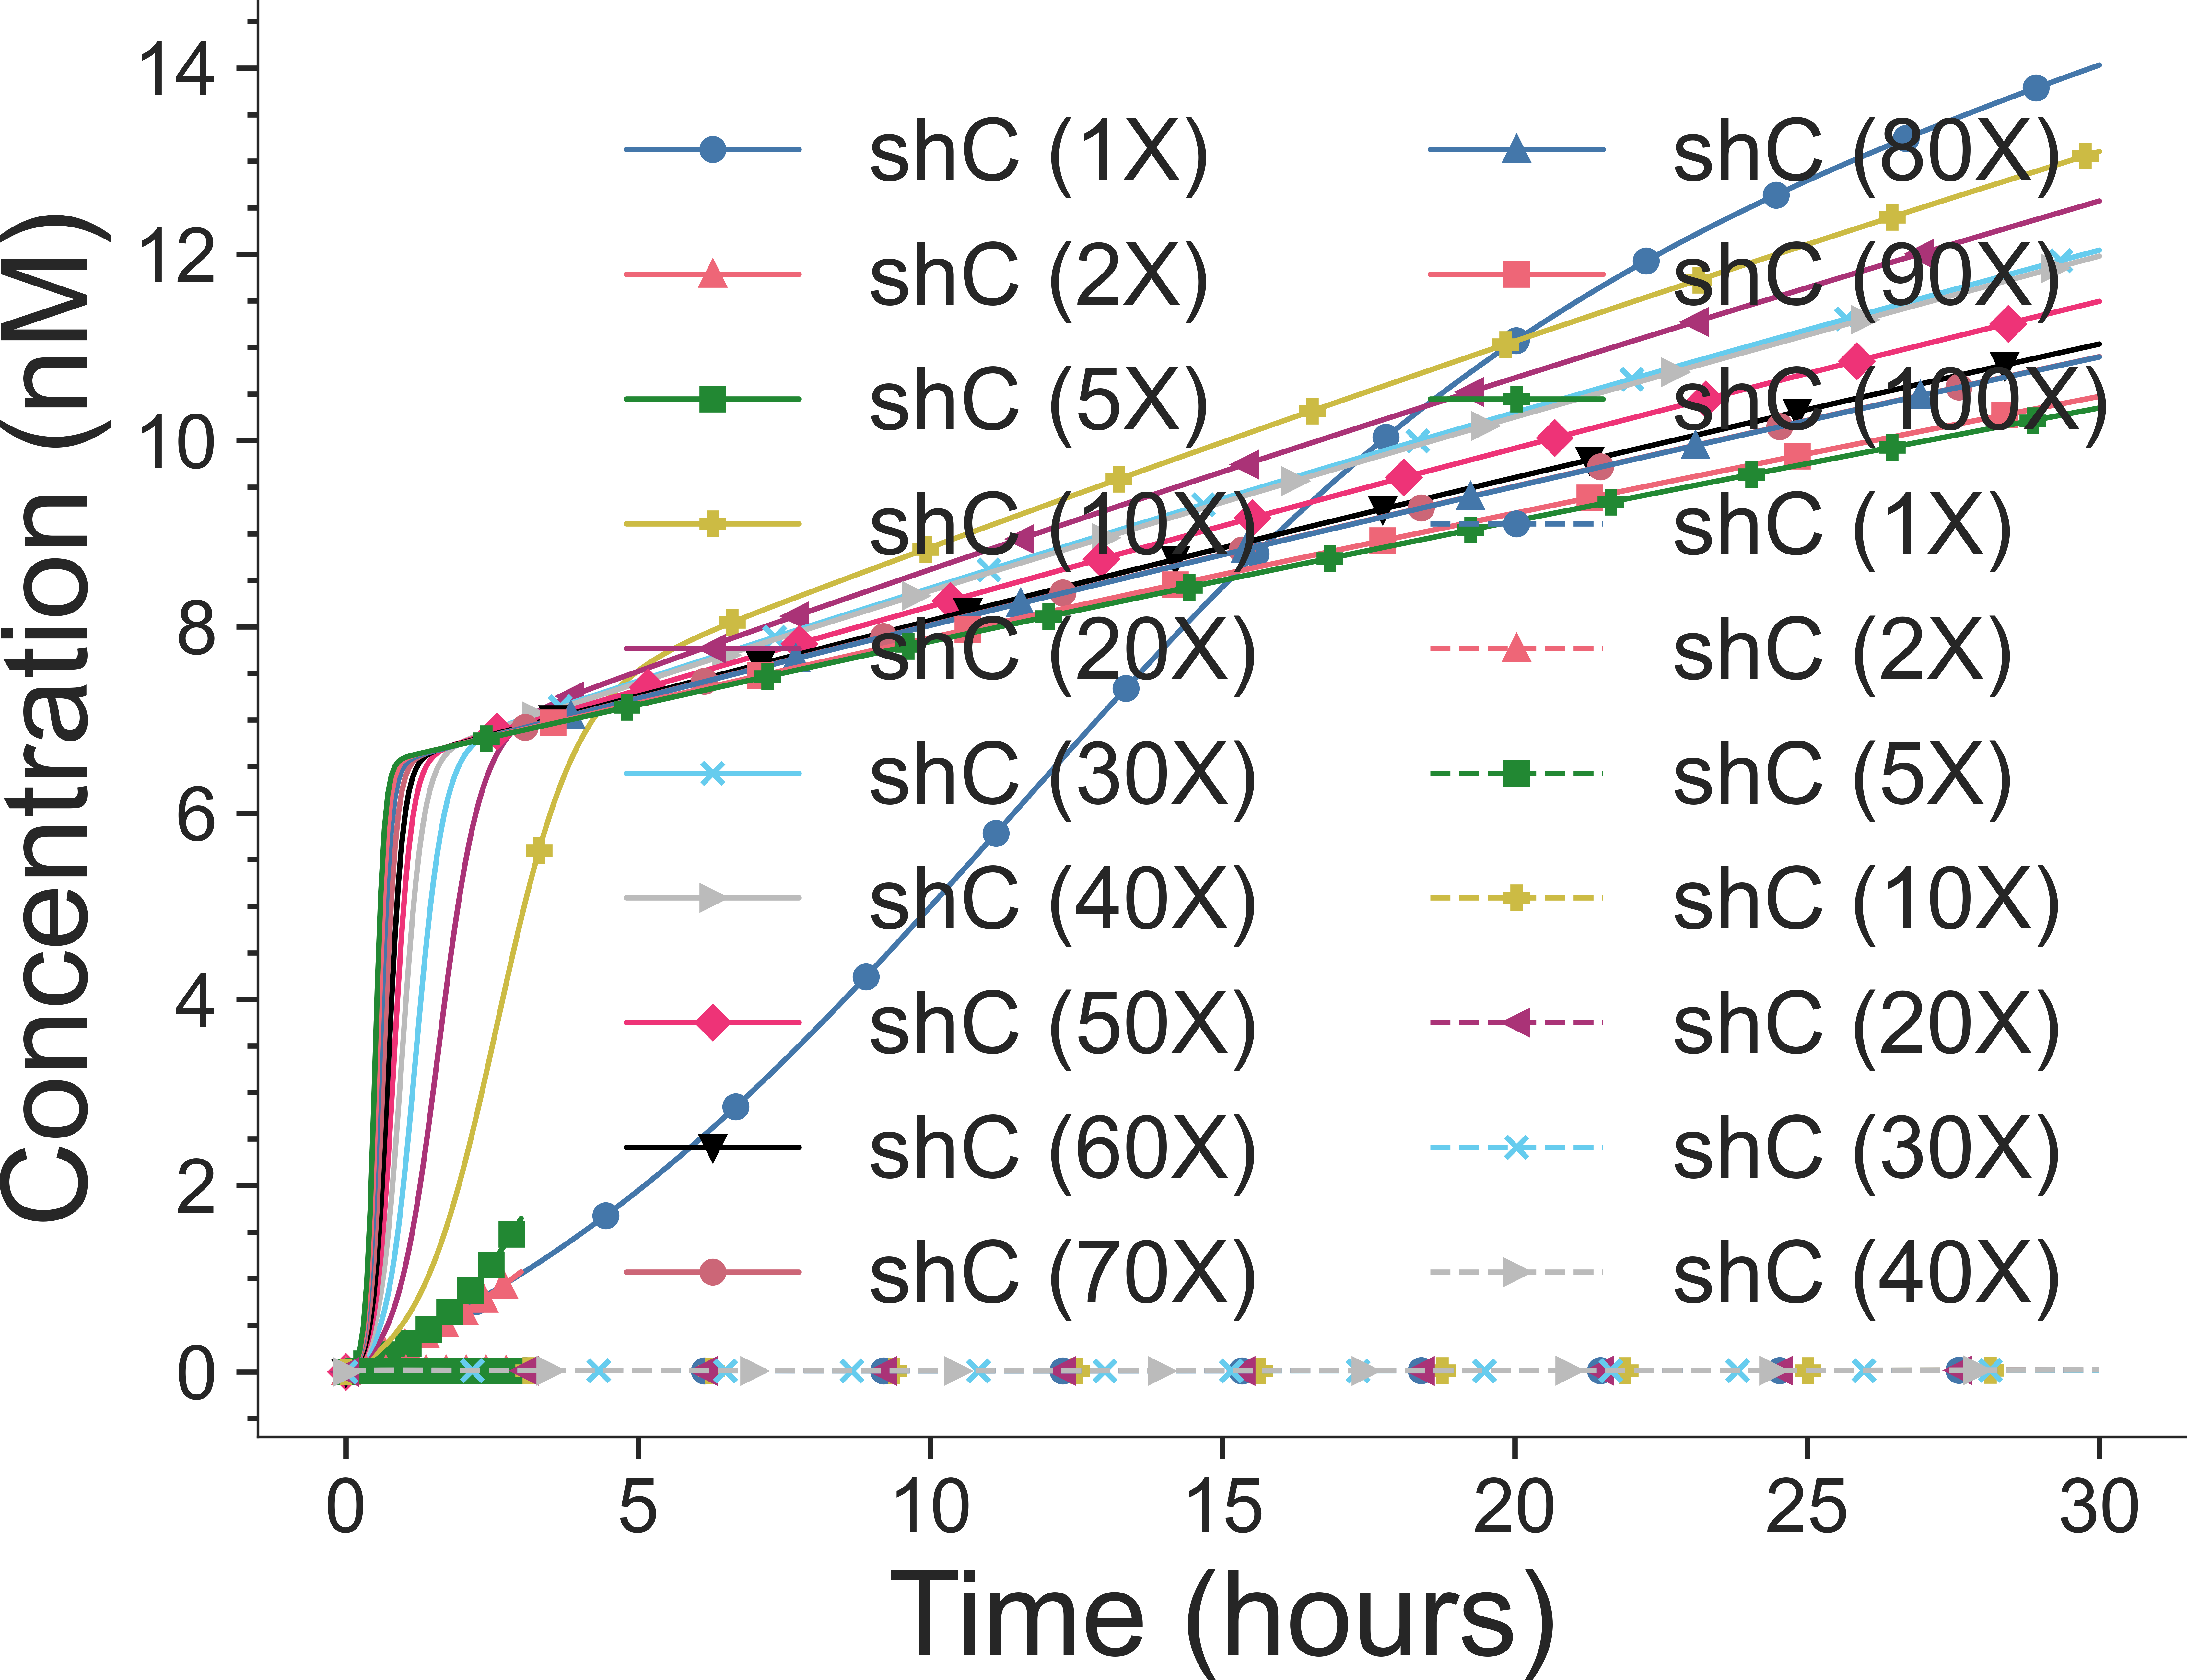 Concentration (nM)
14
12
10
8
6
4
2
0
shC (1X)
shC (2X)
shC (5X)
shC (10X)
shC (20X)
shC (30X)
shC (40X)
shC (50X)
shC (60X)
shC (70X)
shC (80X)
shC (90X)
shC (100X)
shC (1X)
shC (2X)
shC (5X)
shC (10X)
shC (20X)
shC (30X)
shC (40X)
0 5 10 15 20 25 30
Time (hours)